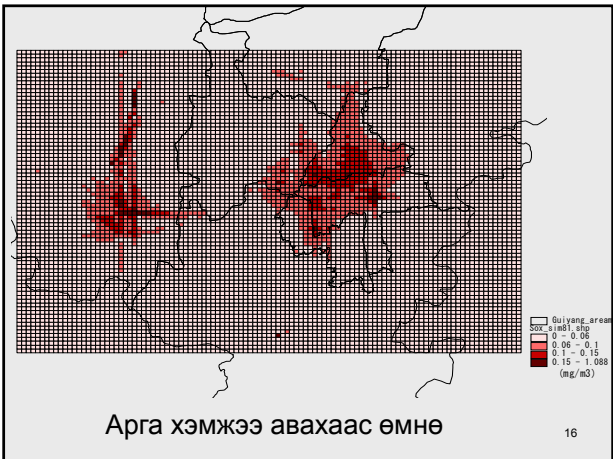 Guiyang_aream
Sox_sim81.shp
0 - 0.06
0.06 - 0.1
0.1 - 0.15
0.15 - 1.088
(mg/m3)
Арга хэмжээ авахаас өмнө
16